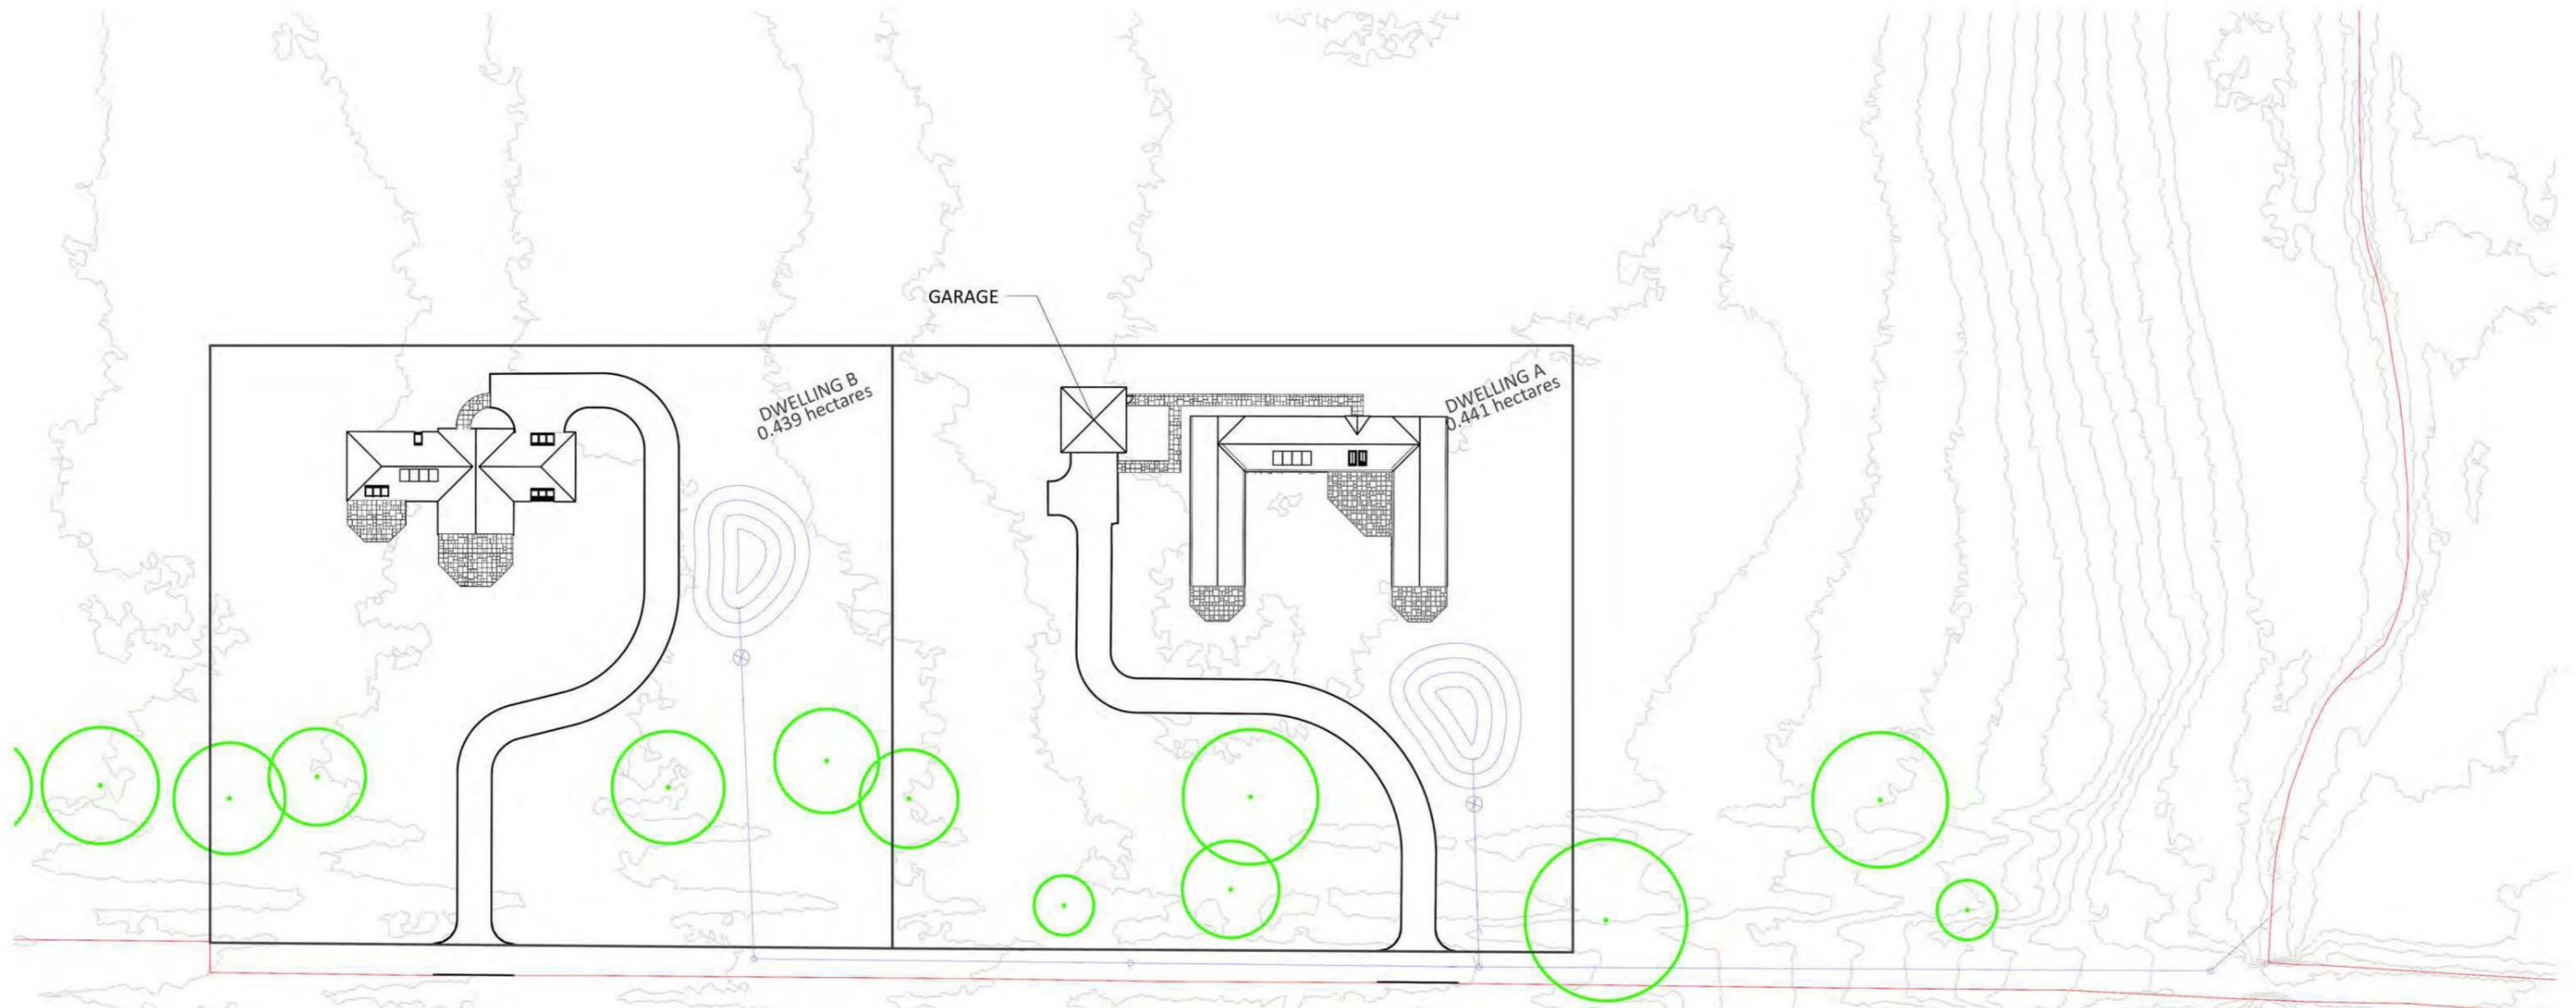 GARAGE
DWELLING B
0.439 hectares
DWELLING A
0.441 hectares